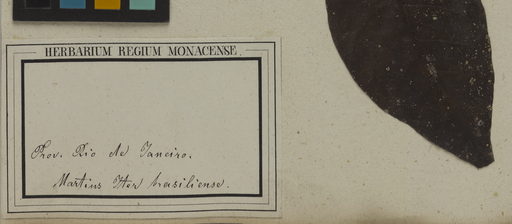 HERBARIUM REGIUM MONACENSE.
Prov. Rio de Janeiro.
Martius Iter brasiliense.